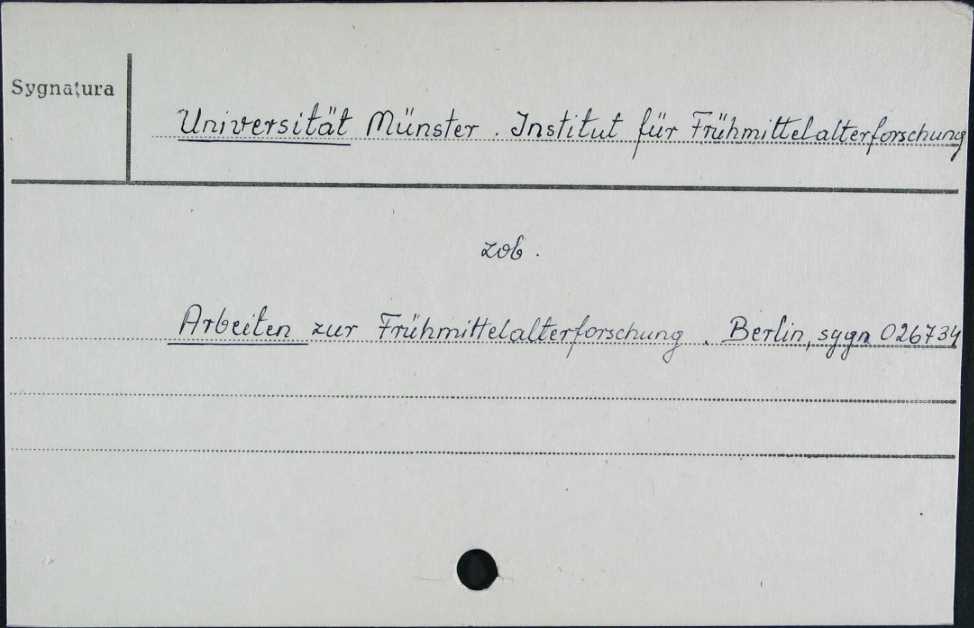 Sygnatura
Universität Münster. Institut für Frühmittelalterforschung
zob.
Arbeiten zur Frühmittelalterforschung. Berlin, sygn 026734